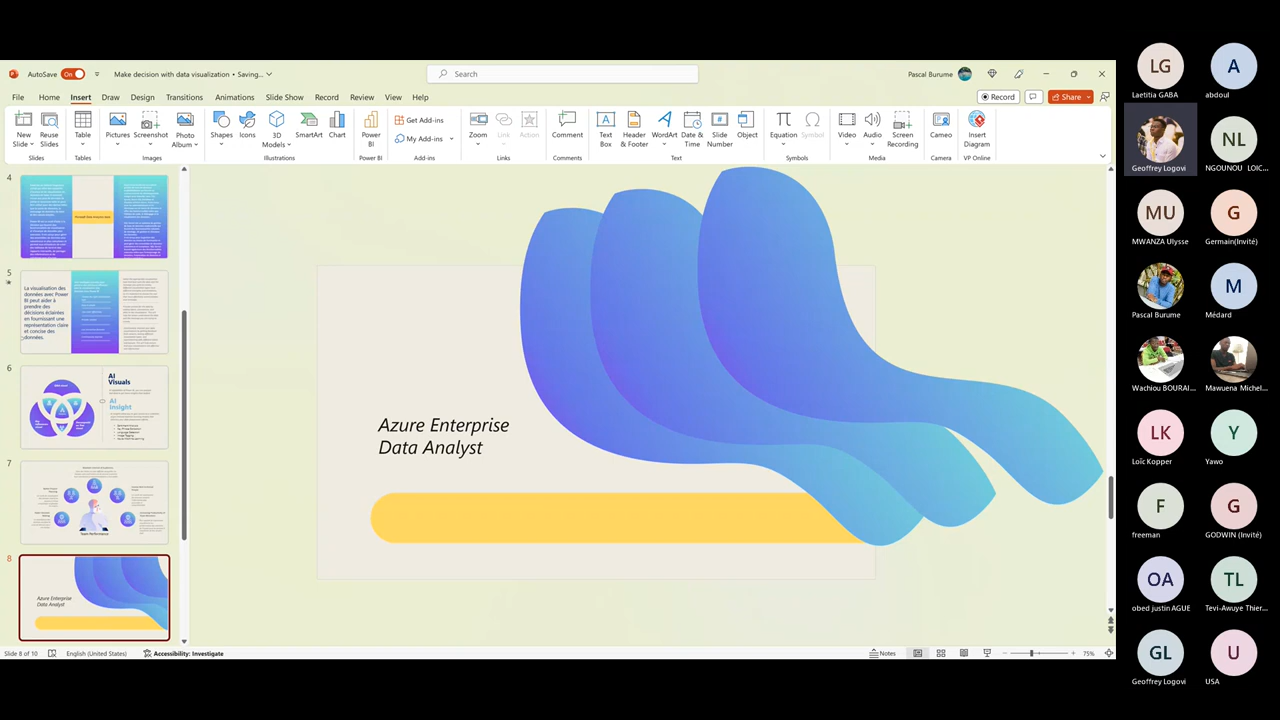 AutoSave On Make decision with data visualization • Saving... Search Pascal Burume
File Home Insert Draw Design Transitions Animations Slide Show Record Review View Help Record Share
New Slide
Reuse Slides
Table
Pictures
Screenshot
Photo Album
Shapes
Icons
3D Models
SmartArt
Chart
Power BI
Get Add-ins
My Add-ins
Zoom
Link
Action
Comment
Text Box
Header & Footer
WordArt
Date & Time
Slide Number
Object
Equation
Symbol
Video
Audio
Screen Recording
Cameo
Insert Diagram
Slides Tables Images Illustrations Power BI Add-ins Links Comments Text Symbols Media Camera VP Online
4
5
La visualisation des
données avec Power
BI peut aider à
prendre des
décisions éclairées
en fournissant une
représentation claire
et concise des
données.
6
AI
Visuals
AI
Insight
7
Team Performance
8
Azure Enterprise
Data Analyst
Azure Enterprise
Data Analyst
Slide 8 of 10 English (United States) Accessibility: Investigate Notes 75%
LG
Laetitia GABA
A
abdoul
Geoffrey Logovi
NL
NGOUNOU LOIC...
MU
MWANZA Ulysse
G
Germain(Invité)
Pascal Burume
M
Médard
Wachiou BOURAI...
Mawuena Michel...
LK
Loïc Kopper
Y
Yawo
F
freeman
G
GODWIN (Invité)
OA
obed justin AGUE
TL
Tevi-Awuye Thier...
GL
Geoffrey Logovi
U
USA